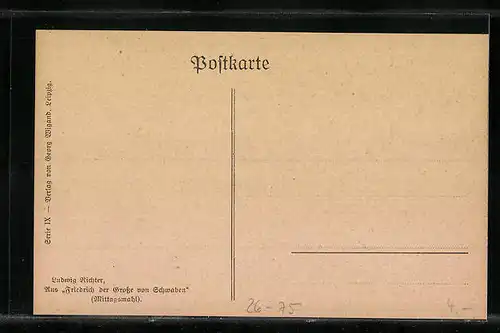 Postkarte
Serie IX — Verlag von Georg Wigand, Leipzig.
Ludwig Richter,
Aus „Friedrich der Große von Schwaben“
(Mittagsmahl).
26-75
4.-